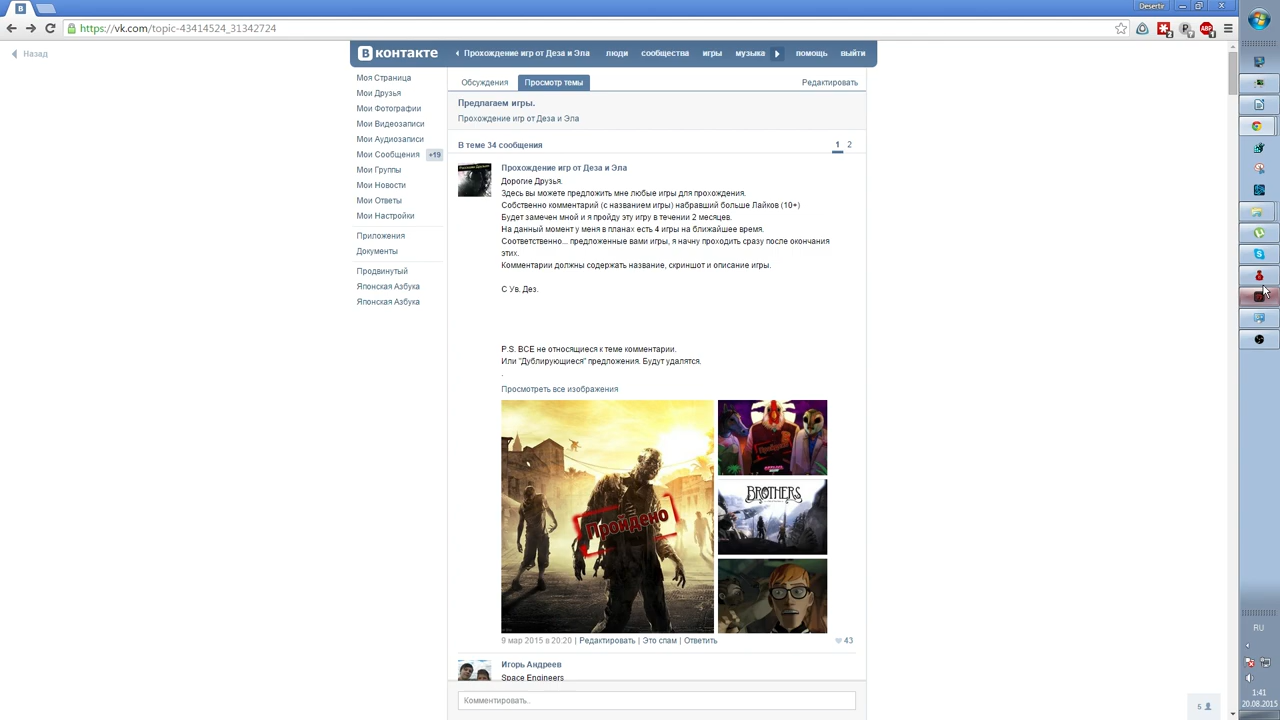 Desertr
https://vk.com/topic-43414524_31342724
Назад
В контакте
Прохождение игр от Деза и Эла
люди
сообщества
игры
музыка
помощь
выйти
Моя Страница
Мои Друзья
Мои Фотографии
Мои Видеозаписи
Мои Аудиозаписи
Мои Сообщения +19
Мои Группы
Мои Новости
Мои Ответы
Мои Настройки
Приложения
Документы
Продвинутый
Японская Азбука
Японская Азбука
Обсуждения
Просмотр темы
Редактировать
Предлагаем игры.
Прохождение игр от Деза и Эла
В теме 34 сообщения
1 2
Прохождение игр от Деза и Эла
Дорогие Друзья.
Здесь вы можете предложить мне любые игры для прохождения.
Собственно комментарий (с названием игры) набравший больше Лайков (10+)
Будет замечен мной и я пройду эту игру в течении 2 месяцев.
На данный момент у меня в планах есть 4 игры на ближайшее время.
Соответственно... предложенные вами игры, я начну проходить сразу после окончания
этих.
Комментарии должны содержать название, скриншот и описание игры.
С Ув. Дез.
P.S. ВСЕ не относящиеся к теме комментарии.
Или "Дублирующиеся" предложения. Будут удалятся.
.
Просмотреть все изображения
Пройдено
BROTHERS
9 мар 2015 в 20:20 | Редактировать | Это спам | Ответить
43
Игорь Андреев
Space Engineers
Комментировать..
5
RU
1:41
20.08.2015